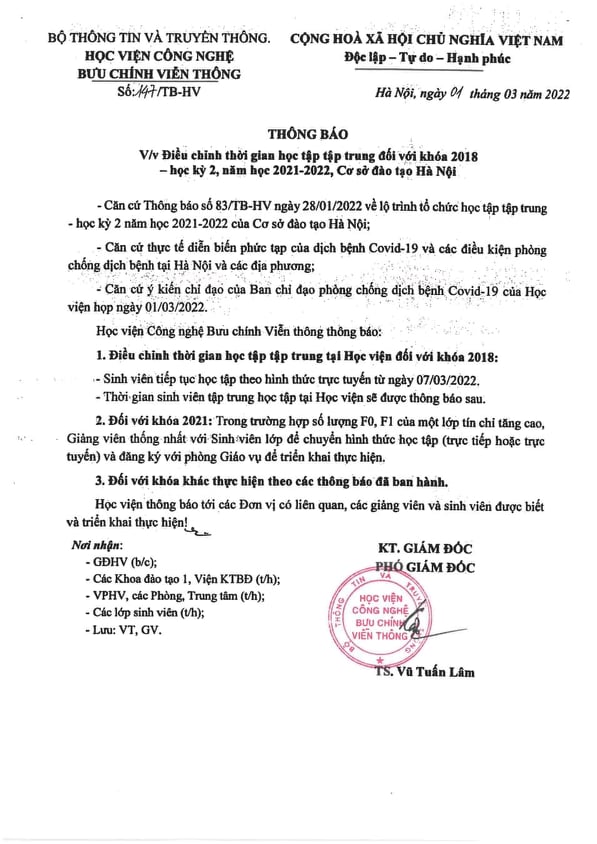 BỘ THÔNG TIN VÀ TRUYỀN THÔNG.
HỌC VIỆN CÔNG NGHỆ
BƯU CHÍNH VIỄN THÔNG
Số:147/TB-HV
CỘNG HOÀ XÃ HỘI CHỦ NGHĨA VIỆT NAM
Độc lập – Tự do – Hạnh phúc
Hà Nội, ngày 01 tháng 03 năm 2022
THÔNG BÁO
V/v Điều chỉnh thời gian học tập tập trung đối với khóa 2018
– học kỳ 2, năm học 2021-2022, Cơ sở đào tạo Hà Nội
- Căn cứ Thông báo số 83/TB-HV ngày 28/01/2022 về lộ trình tổ chức học tập tập trung
- học kỳ 2 năm học 2021-2022 của Cơ sở đào tạo Hà Nội;
- Căn cứ thực tế diễn biến phức tạp của dịch bệnh Covid-19 và các điều kiện phòng
chống dịch bệnh tại Hà Nội và các địa phương;
- Căn cứ ý kiến chỉ đạo của Ban chỉ đạo phòng chống dịch bệnh Covid-19 của Học
viện họp ngày 01/03/2022.
Học viện Công nghệ Bưu chính Viễn thông thông báo:
1. Điều chỉnh thời gian học tập tập trung tại Học viện đối với khóa 2018:
- Sinh viên tiếp tục học tập theo hình thức trực tuyến từ ngày 07/03/2022.
- Thời gian sinh viên tập trung học tập tại Học viện sẽ được thông báo sau.
2. Đối với khóa 2021: Trong trường hợp số lượng F0, F1 của một lớp tín chỉ tăng cao,
Giảng viên thống nhất với Sinh viên lớp để chuyển hình thức học tập (trực tiếp hoặc trực
tuyến) và đăng ký với phòng Giáo vụ để triển khai thực hiện.
3. Đối với khóa khác thực hiện theo các thông báo đã ban hành.
Học viện thông báo tới các Đơn vị có liên quan, các giảng viên và sinh viên được biết
và triển khai thực hiện!
Nơi nhận:
- GĐHV (b/c);
- Các Khoa đào tạo 1, Viện KTBĐ (t/h);
- VPHV, các Phòng, Trung tâm (t/h);
- Các lớp sinh viên (t/h);
- Lưu: VT, GV.
KT. GIÁM ĐỐC
PHÓ GIÁM ĐỐC
BỘ THÔNG TIN VÀ TRUYỀN THÔNG
HỌC VIỆN
CÔNG NGHỆ
BƯU CHÍNH
VIỄN THÔNG
TS. Vũ Tuấn Lâm